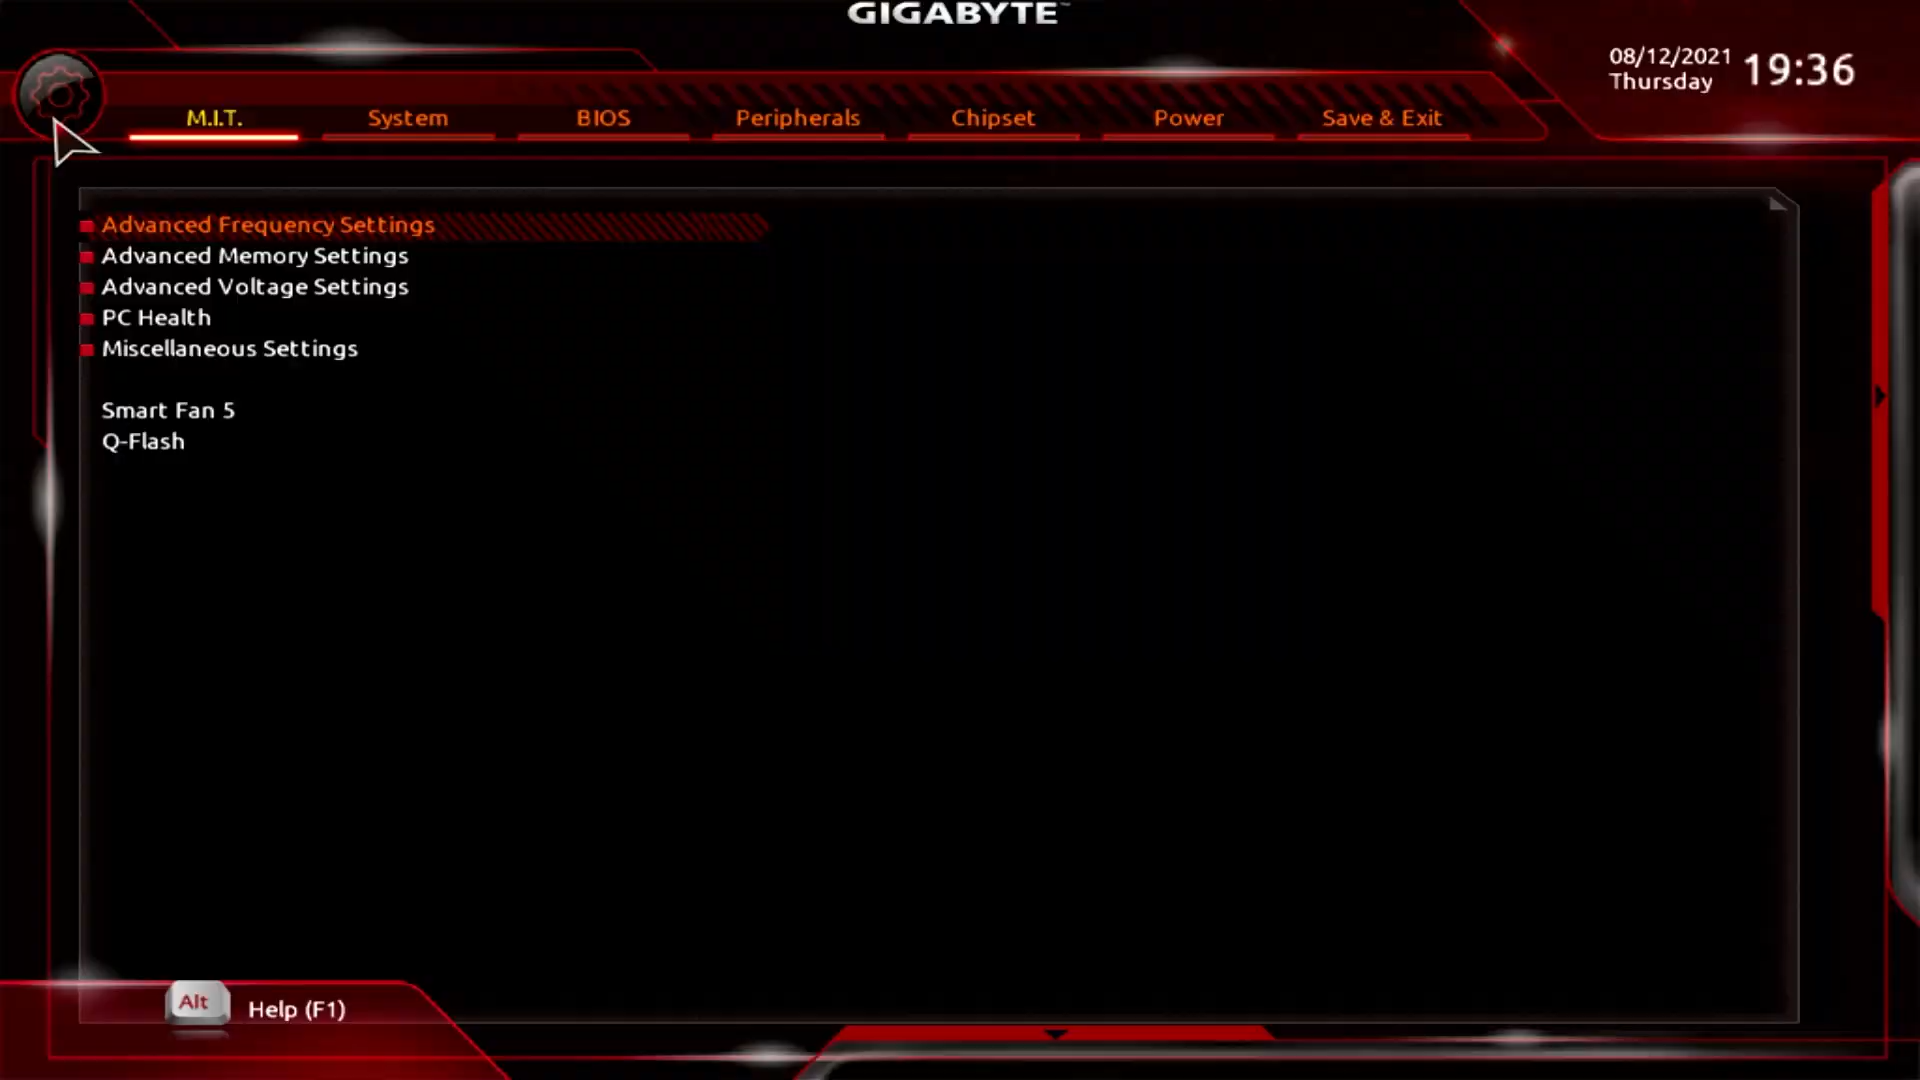 GIGABYTE™
08/12/2021
Thursday
19:36
M.I.T.
System
BIOS
Peripherals
Chipset
Power
Save & Exit
Advanced Frequency Settings
Advanced Memory Settings
Advanced Voltage Settings
PC Health
Miscellaneous Settings
Smart Fan 5
Q-Flash
Alt
Help (F1)